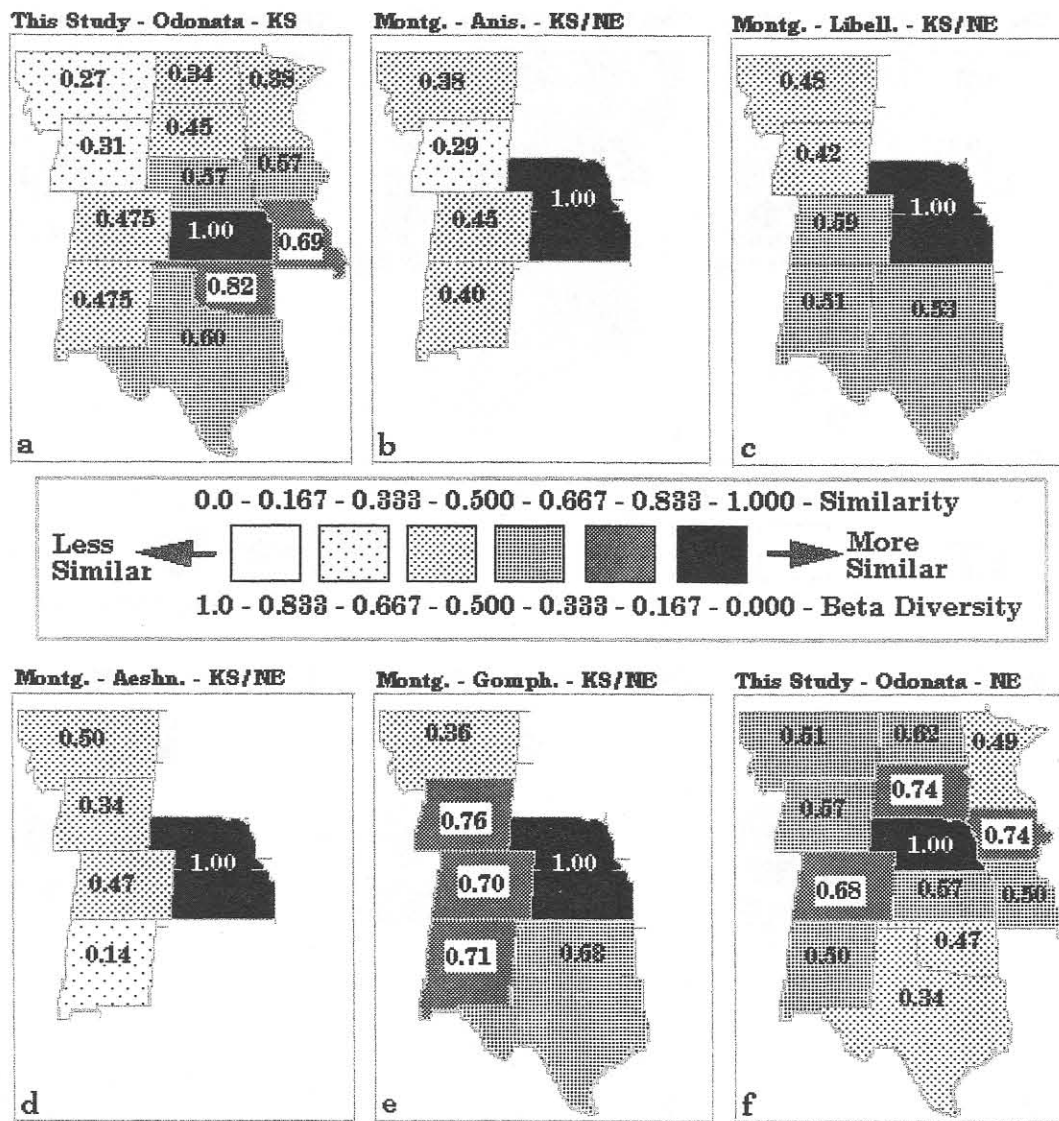 This Study - Odonata - KS
Montg. - Anis. - KS/NE
Montg. - Libell. - KS/NE
0.27
0.34
0.38
0.45
0.31
0.57
0.57
0.475
1.00
0.69
0.475
0.82
0.60
a
0.38
0.29
1.00
0.45
0.40
b
0.48
0.42
1.00
0.59
0.51
0.53
c
0.0 - 0.167 - 0.333 - 0.500 - 0.667 - 0.833 - 1.000 - Similarity
Less
Similar
More
Similar
1.0 - 0.833 - 0.667 - 0.500 - 0.333 - 0.167 - 0.000 - Beta Diversity
Montg. - Aeshn. - KS/NE
Montg. - Gomph. - KS/NE
This Study - Odonata - NE
0.50
0.34
1.00
0.47
0.14
d
0.36
0.76
1.00
0.70
0.71
0.63
e
0.51
0.62
0.49
0.74
0.57
0.74
1.00
0.68
0.57
0.50
0.50
0.47
0.34
f